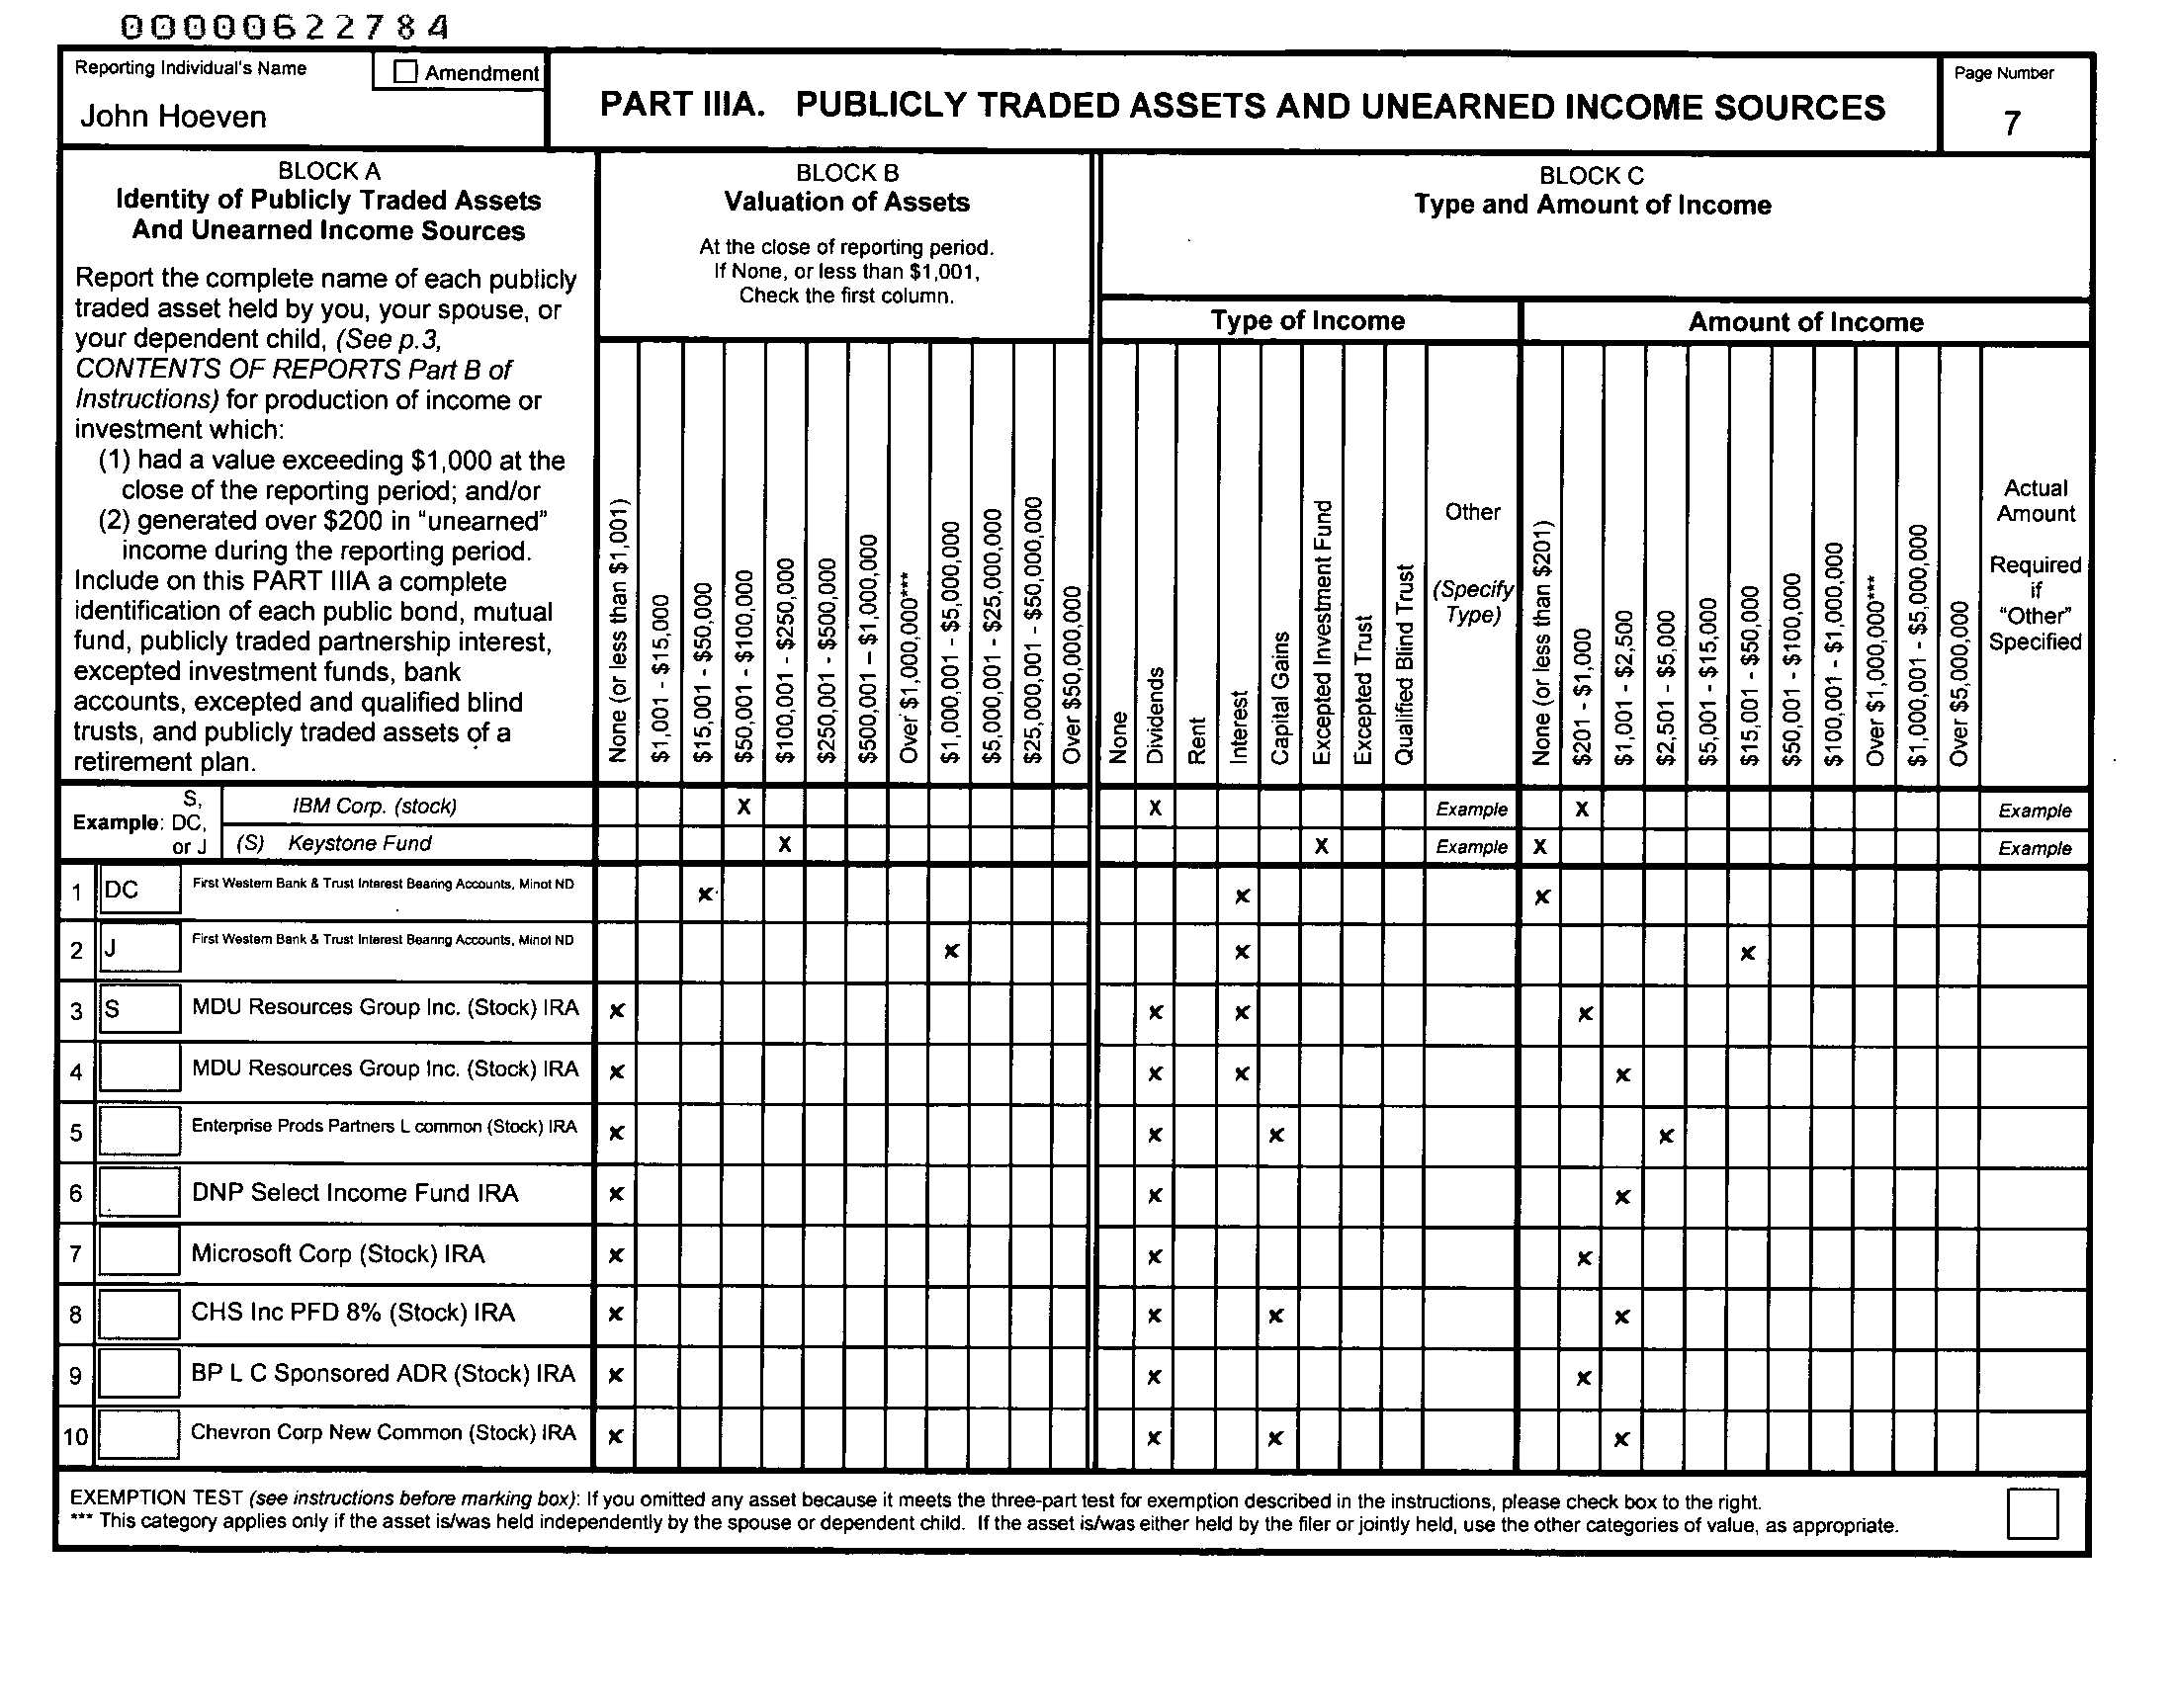 00000622784
Reporting Individual's Name
Amendment
John Hoeven
PART IIIA. PUBLICLY TRADED ASSETS AND UNEARNED INCOME SOURCES
Page Number
7
BLOCK A
Identity of Publicly Traded Assets
And Unearned Income Sources
Report the complete name of each publicly
traded asset held by you, your spouse, or
your dependent child, (See p.3,
CONTENTS OF REPORTS Part B of
Instructions) for production of income or
investment which:
(1) had a value exceeding $1,000 at the
close of the reporting period; and/or
(2) generated over $200 in "unearned"
income during the reporting period.
Include on this PART IIIA a complete
identification of each public bond, mutual
fund, publicly traded partnership interest,
excepted investment funds, bank
accounts, excepted and qualified blind
trusts, and publicly traded assets of a
retirement plan.
BLOCK B
Valuation of Assets
At the close of reporting period.
If None, or less than $1,001,
Check the first column.
None (or less than $1,001)
$1,001 - $15,000
$15,001 - $50,000
$50,001 - $100,000
$100,001 - $250,000
$250,001 - $500,000
$500,001 – $1,000,000
Over $1,000,000***
$1,000,001 - $5,000,000
$5,000,001 - $25,000,000
$25,000,001 - $50,000,000
Over $50,000,000
BLOCK C
Type and Amount of Income
Type of Income
None
Dividends
Rent
Interest
Capital Gains
Excepted Investment Fund
Excepted Trust
Qualified Blind Trust
Other
(Specify
Type)
Amount of Income
None (or less than $201)
$201 - $1,000
$1,001 - $2,500
$2,501 - $5,000
$5,001 - $15,000
$15,001 - $50,000
$50,001 - $100,000
$100,001 - $1,000,000
Over $1,000,000***
$1,000,001 - $5,000,000
Over $5,000,000
Actual
Amount
Required
if
"Other"
Specified
Example: S,
DC,
or J
IBM Corp. (stock) X X Example X Example
(S) Keystone Fund X X Example X Example
1 DC First Western Bank & Trust Interest Bearing Accounts, Minot ND x x x
2 J First Western Bank & Trust Interest Bearing Accounts, Minot ND x x x
3 S MDU Resources Group Inc. (Stock) IRA x x x x
4 MDU Resources Group Inc. (Stock) IRA x x x x
5 Enterprise Prods Partners L common (Stock) IRA x x x x
6 DNP Select Income Fund IRA x x x
7 Microsoft Corp (Stock) IRA x x x
8 CHS Inc PFD 8% (Stock) IRA x x x x
9 BP L C Sponsored ADR (Stock) IRA x x x
10 Chevron Corp New Common (Stock) IRA x x x x
EXEMPTION TEST (see instructions before marking box): If you omitted any asset because it meets the three-part test for exemption described in the instructions, please check box to the right.
*** This category applies only if the asset is/was held independently by the spouse or dependent child. If the asset is/was either held by the filer or jointly held, use the other categories of value, as appropriate.